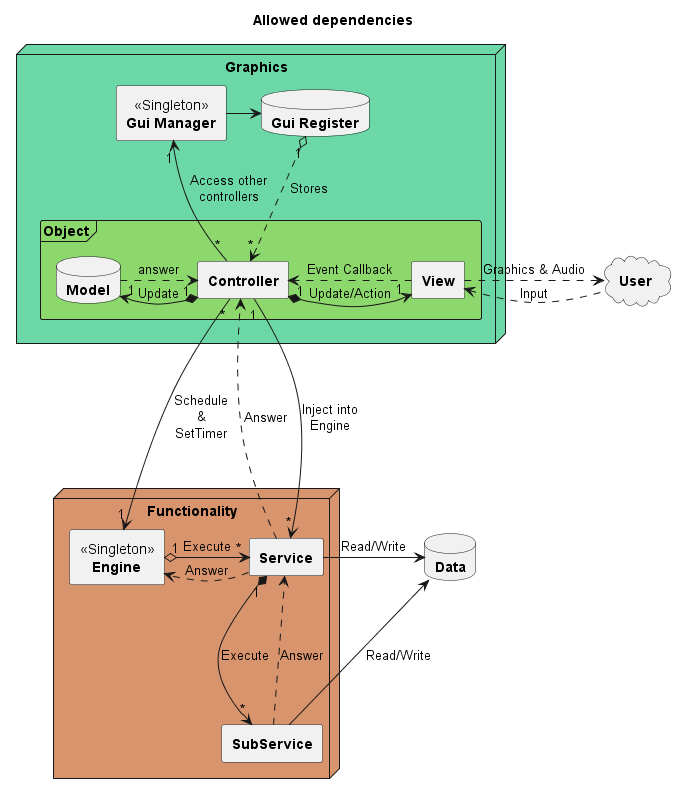 Allowed dependencies
Graphics
«Singleton»
Gui Manager
Gui Register
1
1
Access other
controllers
Stores
*
*
Object
Model
answer
Controller
Event Callback
View
Graphics & Audio
User
1
Update
1
1
Update/Action
1
Input
*
1
Schedule
&
SetTimer
Answer
Inject into
Engine
1
*
Functionality
«Singleton»
Engine
1
Execute
*
Answer
Service
Read/Write
Data
1
Execute
Answer
Read/Write
*
SubService